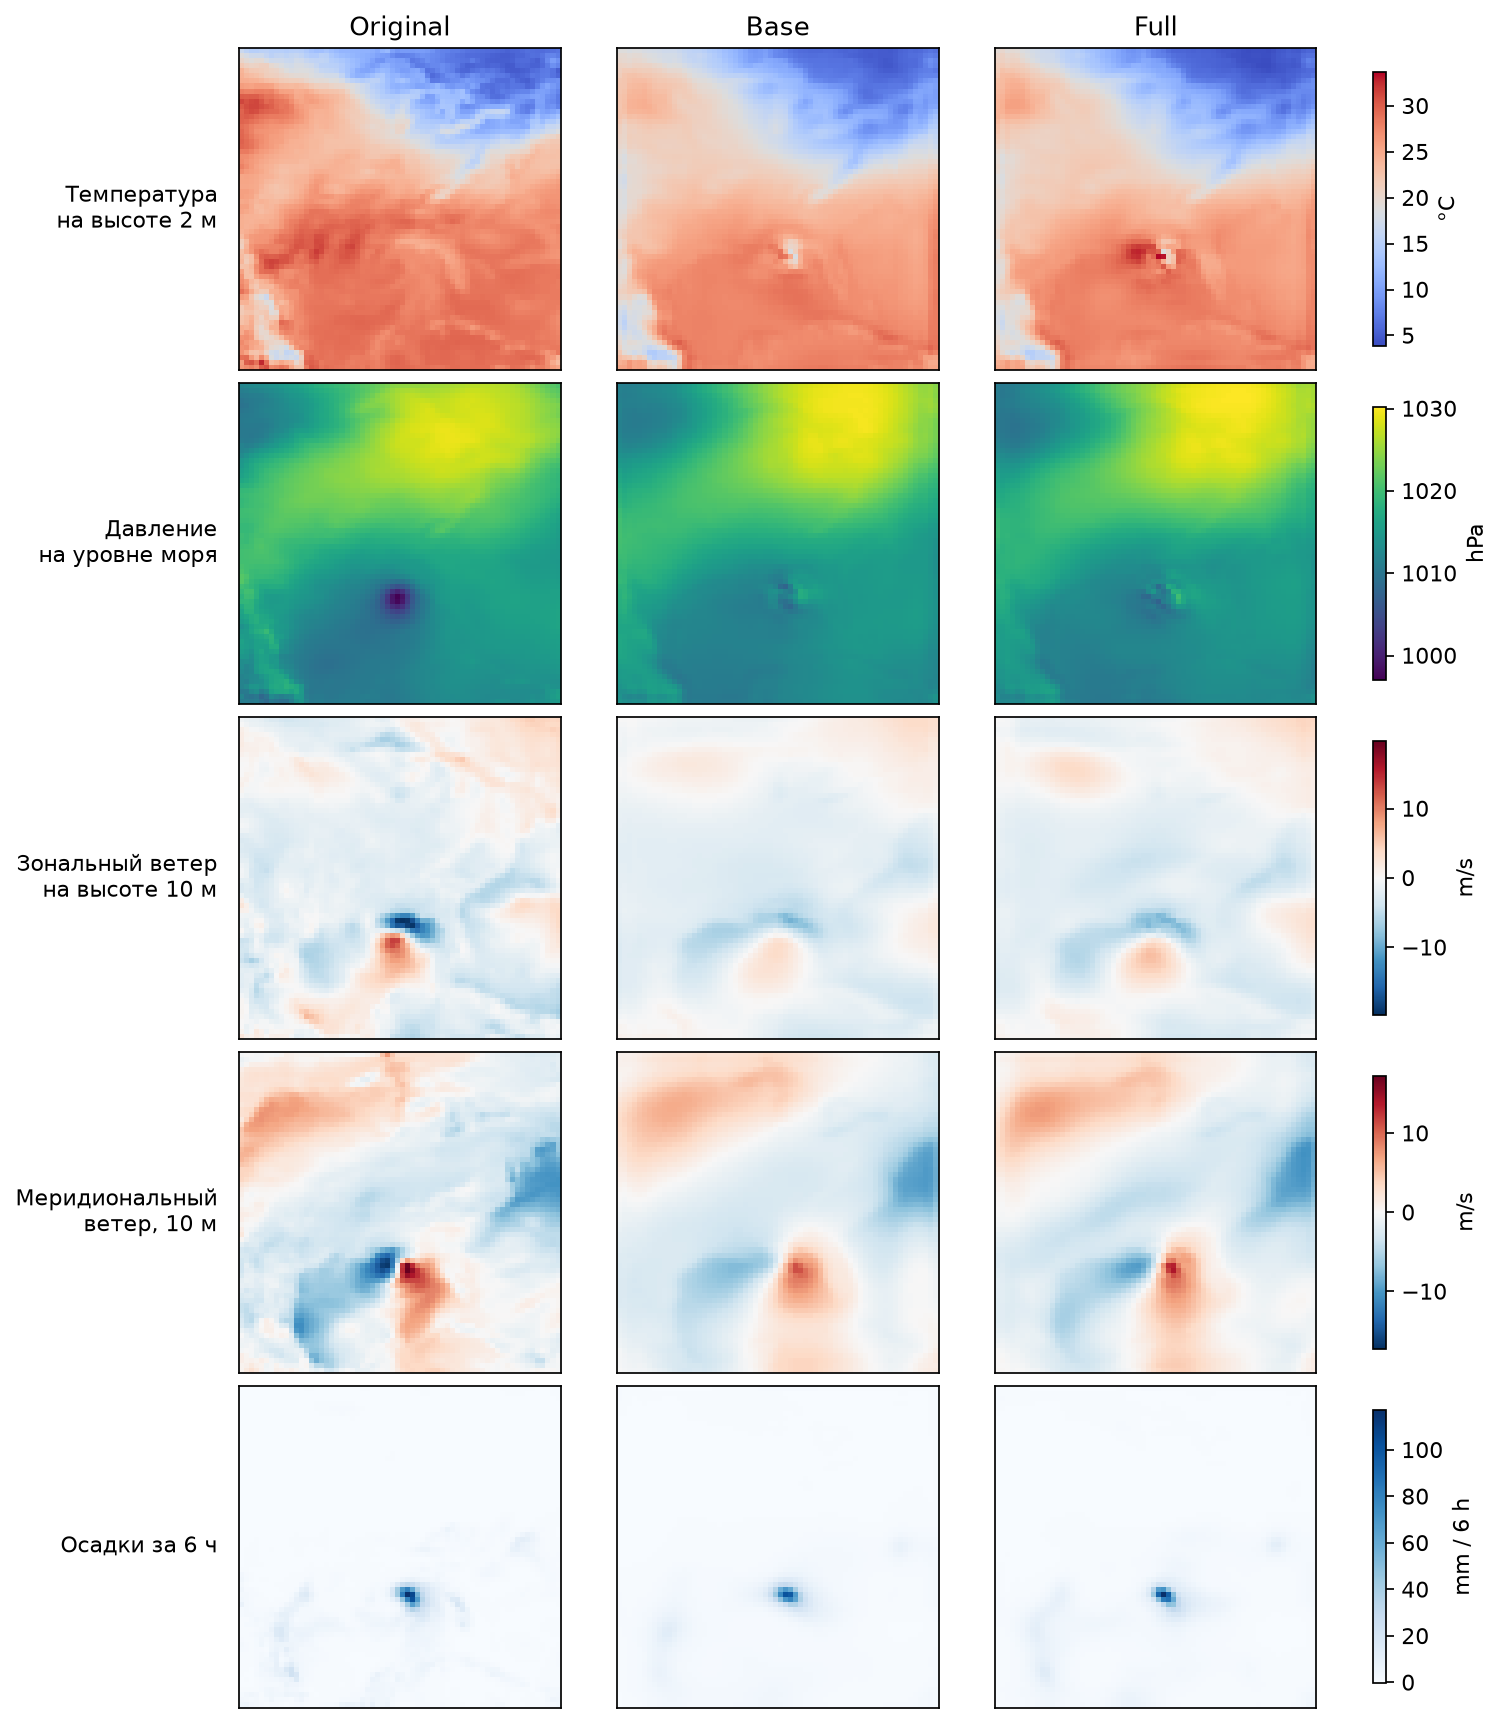 Original Base Full
Температура
на высоте 2 м
30
25
20
15
10
5
°C
Давление
на уровне моря
1030
1020
1010
1000
hPa
Зональный ветер
на высоте 10 м
10
0
−10
m/s
Меридиональный
ветер, 10 м
10
0
−10
m/s
Осадки за 6 ч
100
80
60
40
20
0
mm / 6 h